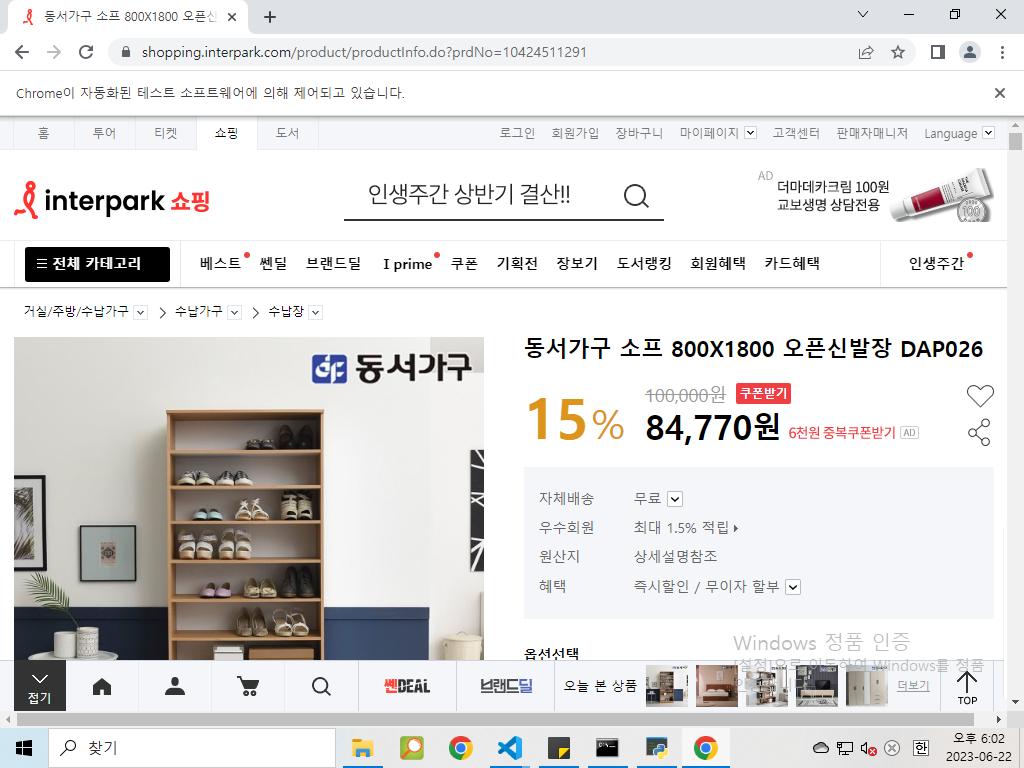 동서가구 소프 800X1800 오픈신
shopping.interpark.com/product/productInfo.do?prdNo=10424511291
Chrome이 자동화된 테스트 소프트웨어에 의해 제어되고 있습니다.
홈 투어 티켓 쇼핑 도서 로그인 회원가입 장바구니 마이페이지 고객센터 판매자매니저 Language
interpark 쇼핑
인생주간 상반기 결산!!
AD 더마데카크림 100원
교보생명 상담전용
100
전체 카테고리 베스트 쎈딜 브랜드딜 I prime 쿠폰 기획전 장보기 도서랭킹 회원혜택 카드혜택 인생주간
거실/주방/수납가구 수납가구 수납장
동서가구
동서가구 소프 800X1800 오픈신발장 DAP026
15% 100,000원 쿠폰받기
84,770원 6천원 중복쿠폰받기 AD
자체배송 무료
우수회원 최대 1.5% 적립
원산지 상세설명참조
혜택 즉시할인 / 무이자 할부
옵션선택
Windows 정품 인증
[설정]으로 이동하여 Windows를 정품
접기 쎈DEAL 브랜드딜 오늘 본 상품 더보기 TOP
찾기
한
오후 6:02
2023-06-22